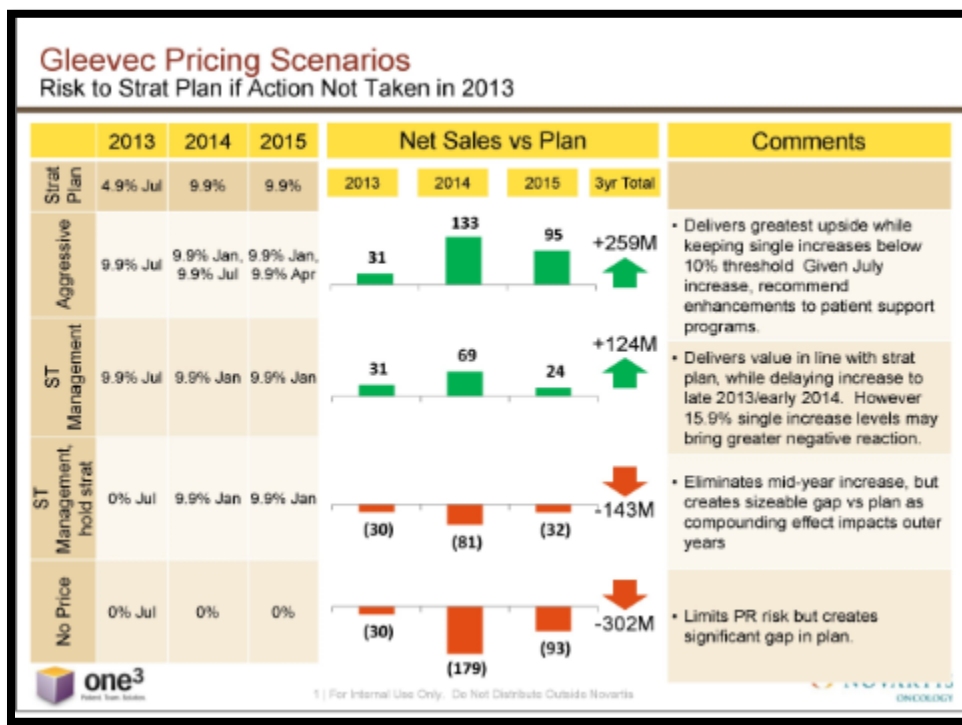 Gleevec Pricing Scenarios
Risk to Strat Plan if Action Not Taken in 2013
2013 2014 2015 Net Sales vs Plan Comments
Strat
Plan
4.9% Jul 9.9% 9.9%
2013 2014 2015 3yr Total
Aggressive
9.9% Jul
9.9% Jan, 9.9% Jan,
9.9% Jul 9.9% Apr
31 133 95 +259M
• Delivers greatest upside while
keeping single increases below
10% threshold Given July
increase, recommend
enhancements to patient support
programs.
ST
Management
9.9% Jul 9.9% Jan 9.9% Jan
31 69 24 +124M
• Delivers value in line with strat
plan, while delaying increase to
late 2013/early 2014. However
15.9% single increase levels may
bring greater negative reaction.
ST
Management,
hold strat
0% Jul 9.9% Jan 9.9% Jan
(30) (81) (32) -143M
• Eliminates mid-year increase, but
creates sizeable gap vs plan as
compounding effect impacts outer
years
No Price
0% Jul 0% 0%
(30) (179) (93) -302M
• Limits PR risk but creates
significant gap in plan.
one³
1 | For Internal Use Only. Do Not Distribute Outside Novartis
NOVARTIS
ONCOLOGY